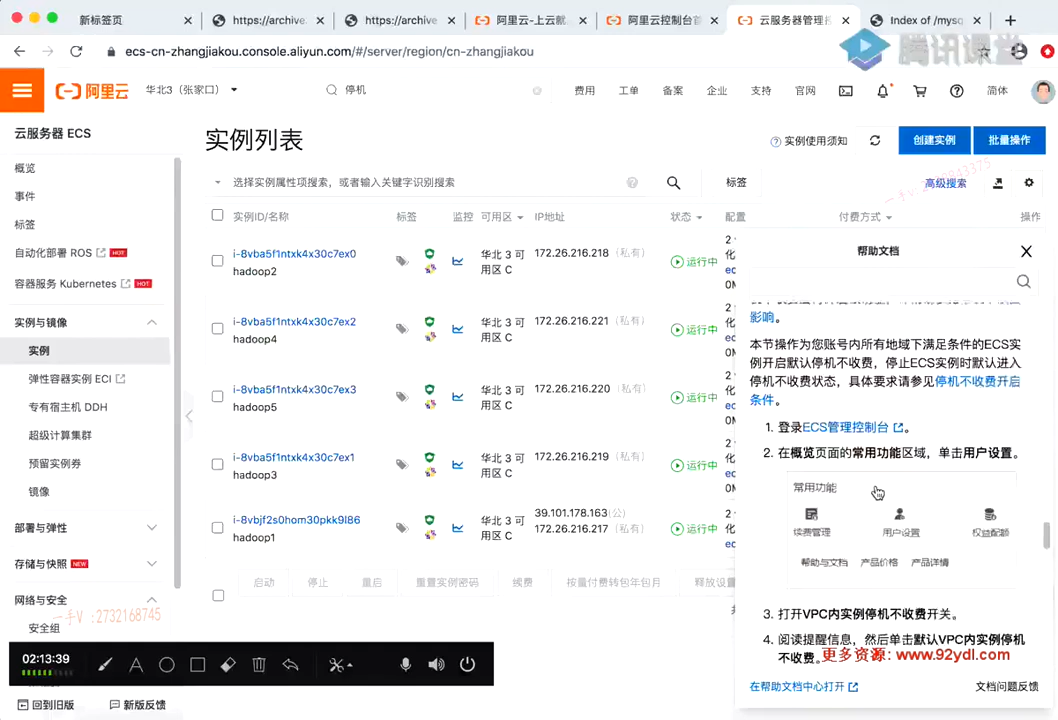 新标签页
https://archive.
https://archive
阿里云-上云就
阿里云控制台首
云服务器管理控
Index of /mysq
ecs-cn-zhangjiakou.console.aliyun.com/#/server/region/cn-zhangjiakou
腾讯课堂
阿里云
华北3（张家口）
停机
费用
工单
备案
企业
支持
官网
简体
云服务器 ECS
概览
事件
标签
自动化部署 ROS
HOT
容器服务 Kubernetes
HOT
实例与镜像
实例
弹性容器实例 ECI
专有宿主机 DDH
超级计算集群
预留实例券
镜像
部署与弹性
存储与快照
NEW
网络与安全
安全组
一手V :2732168745
回到旧版
新版反馈
实例列表
实例使用须知
创建实例
批量操作
选择实例属性项搜索，或者输入关键字识别搜索
标签
高级搜索
实例ID/名称
标签
监控
可用区
IP地址
状态
配置
付费方式
操作
i-8vba5f1ntxk4x30c7ex0
hadoop2
华北 3 可
用区 C
172.26.216.218（私有）
运行中
i-8vba5f1ntxk4x30c7ex2
hadoop4
华北 3 可
用区 C
172.26.216.221（私有）
运行中
i-8vba5f1ntxk4x30c7ex3
hadoop5
华北 3 可
用区 C
172.26.216.220（私有）
运行中
i-8vba5f1ntxk4x30c7ex1
hadoop3
华北 3 可
用区 C
172.26.216.219（私有）
运行中
i-8vbjf2s0hom30pkk9l86
hadoop1
华北 3 可
用区 C
39.101.178.163(公)
172.26.216.217（私有）
运行中
启动
停止
重启
重置实例密码
续费
按量付费转包年包月
释放设置
帮助文档
影响。
本节操作为您账号内所有地域下满足条件的ECS实
例开启默认停机不收费，停止ECS实例时默认进入
停机不收费状态，具体要求请参见停机不收费开启
条件。
1. 登录ECS管理控制台。
2. 在概览页面的常用功能区域，单击用户设置。
常用功能
续费管理
用户设置
权益配额
帮助与文档
产品价格
产品详情
3. 打开VPC内实例停机不收费开关。
4. 阅读提醒信息，然后单击默认VPC内实例停机
不收费。
更多资源: www.92ydl.com
在帮助文档中心打开
文档问题反馈
02:13:39